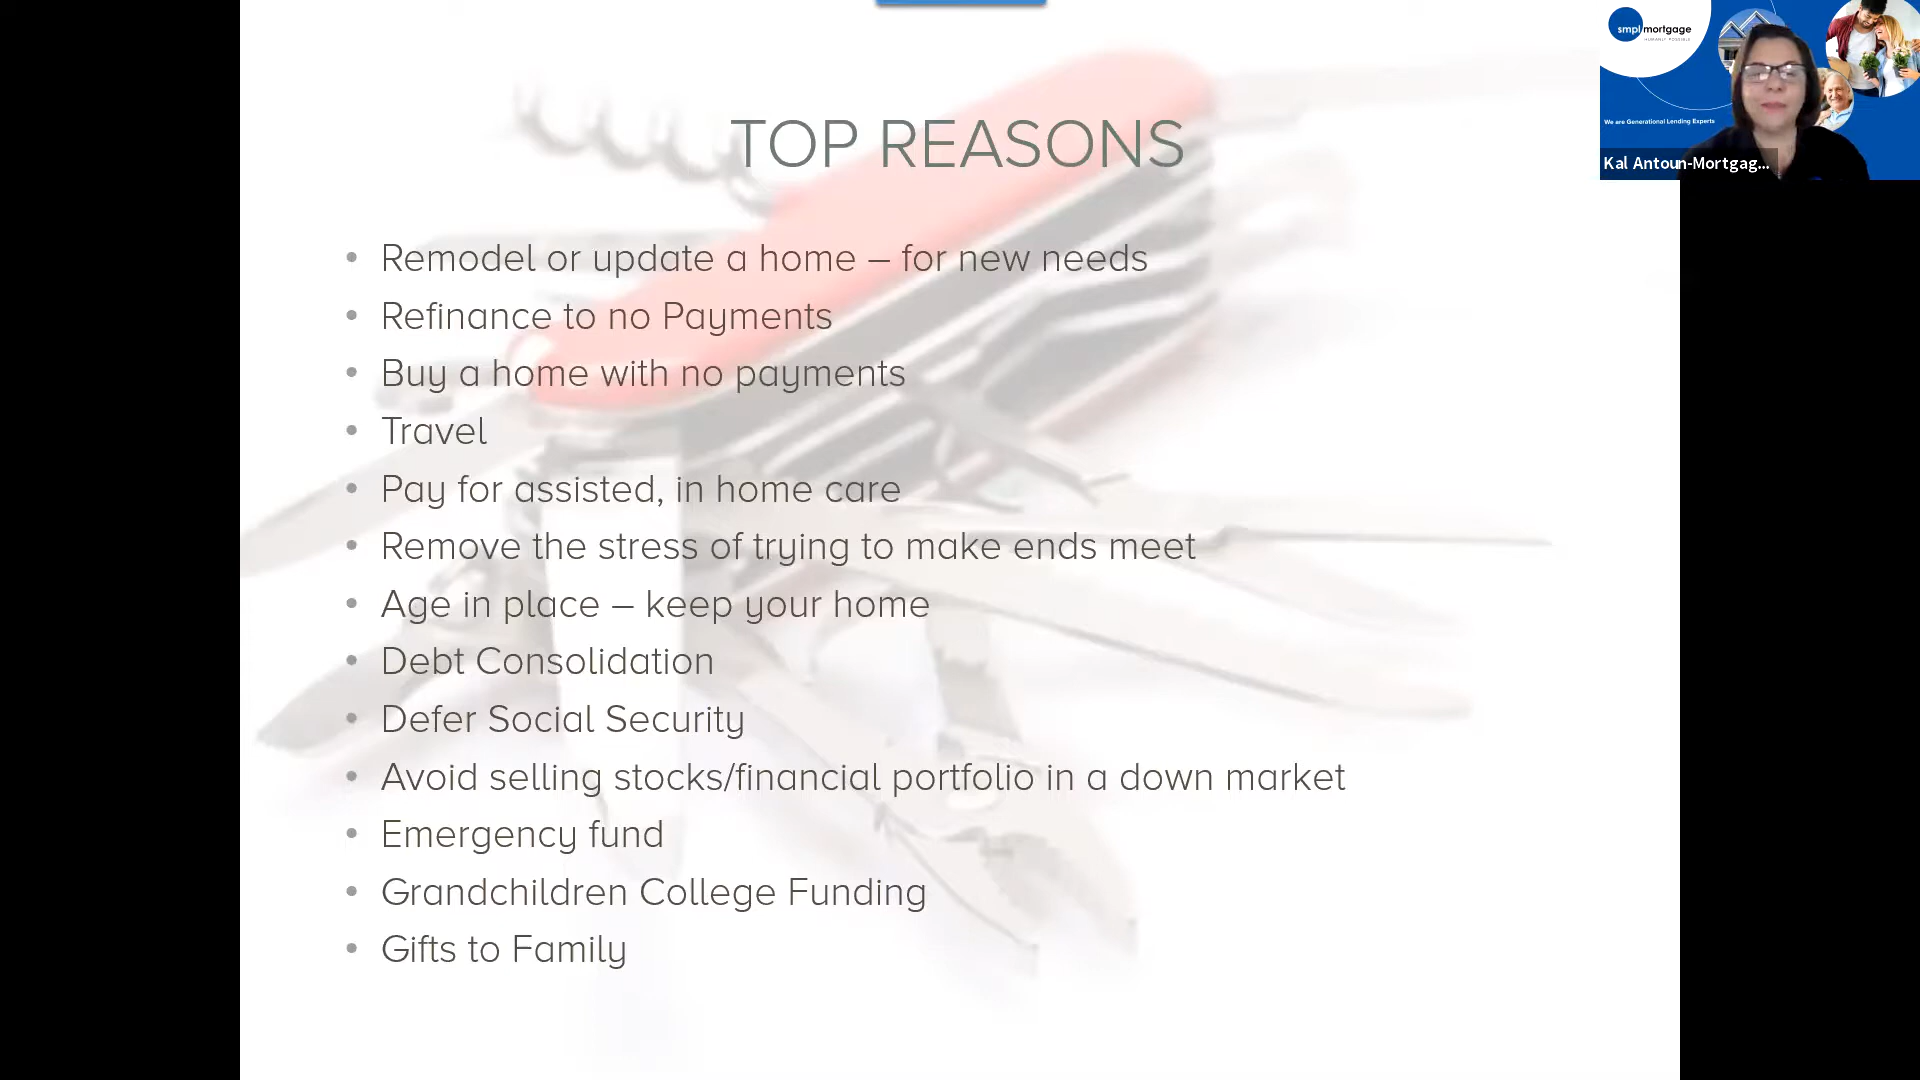 TOP REASONS
• Remodel or update a home – for new needs
• Refinance to no Payments
• Buy a home with no payments
• Travel
• Pay for assisted, in home care
• Remove the stress of trying to make ends meet
• Age in place – keep your home
• Debt Consolidation
• Defer Social Security
• Avoid selling stocks/financial portfolio in a down market
• Emergency fund
• Grandchildren College Funding
• Gifts to Family
smpl mortgage
HUMANLY POSSIBLE
We are Generational Lending Experts
Kal Antoun-Mortgag...